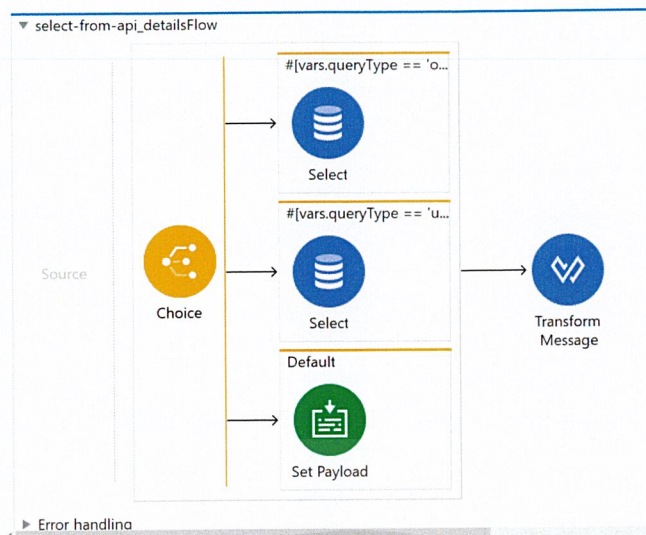 select-from-api_detailsFlow
#[vars.queryType == 'o...
Select
#[vars.queryType == 'u...
Source
Choice
Select
Transform
Message
Default
Set Payload
Error handling